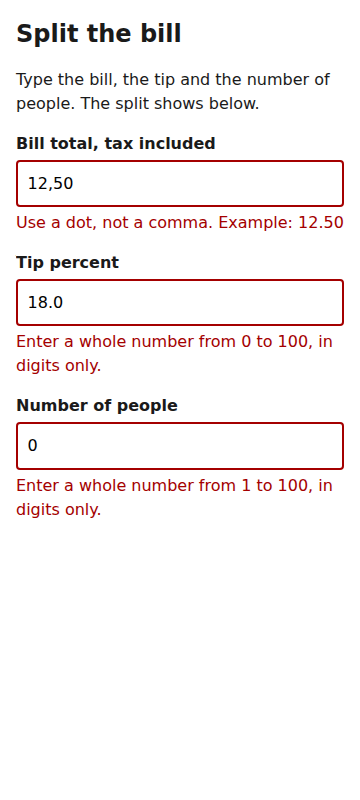 Split the bill
Type the bill, the tip and the number of
people. The split shows below.
Bill total, tax included
12,50
Use a dot, not a comma. Example: 12.50
Tip percent
18.0
Enter a whole number from 0 to 100, in
digits only.
Number of people
0
Enter a whole number from 1 to 100, in
digits only.